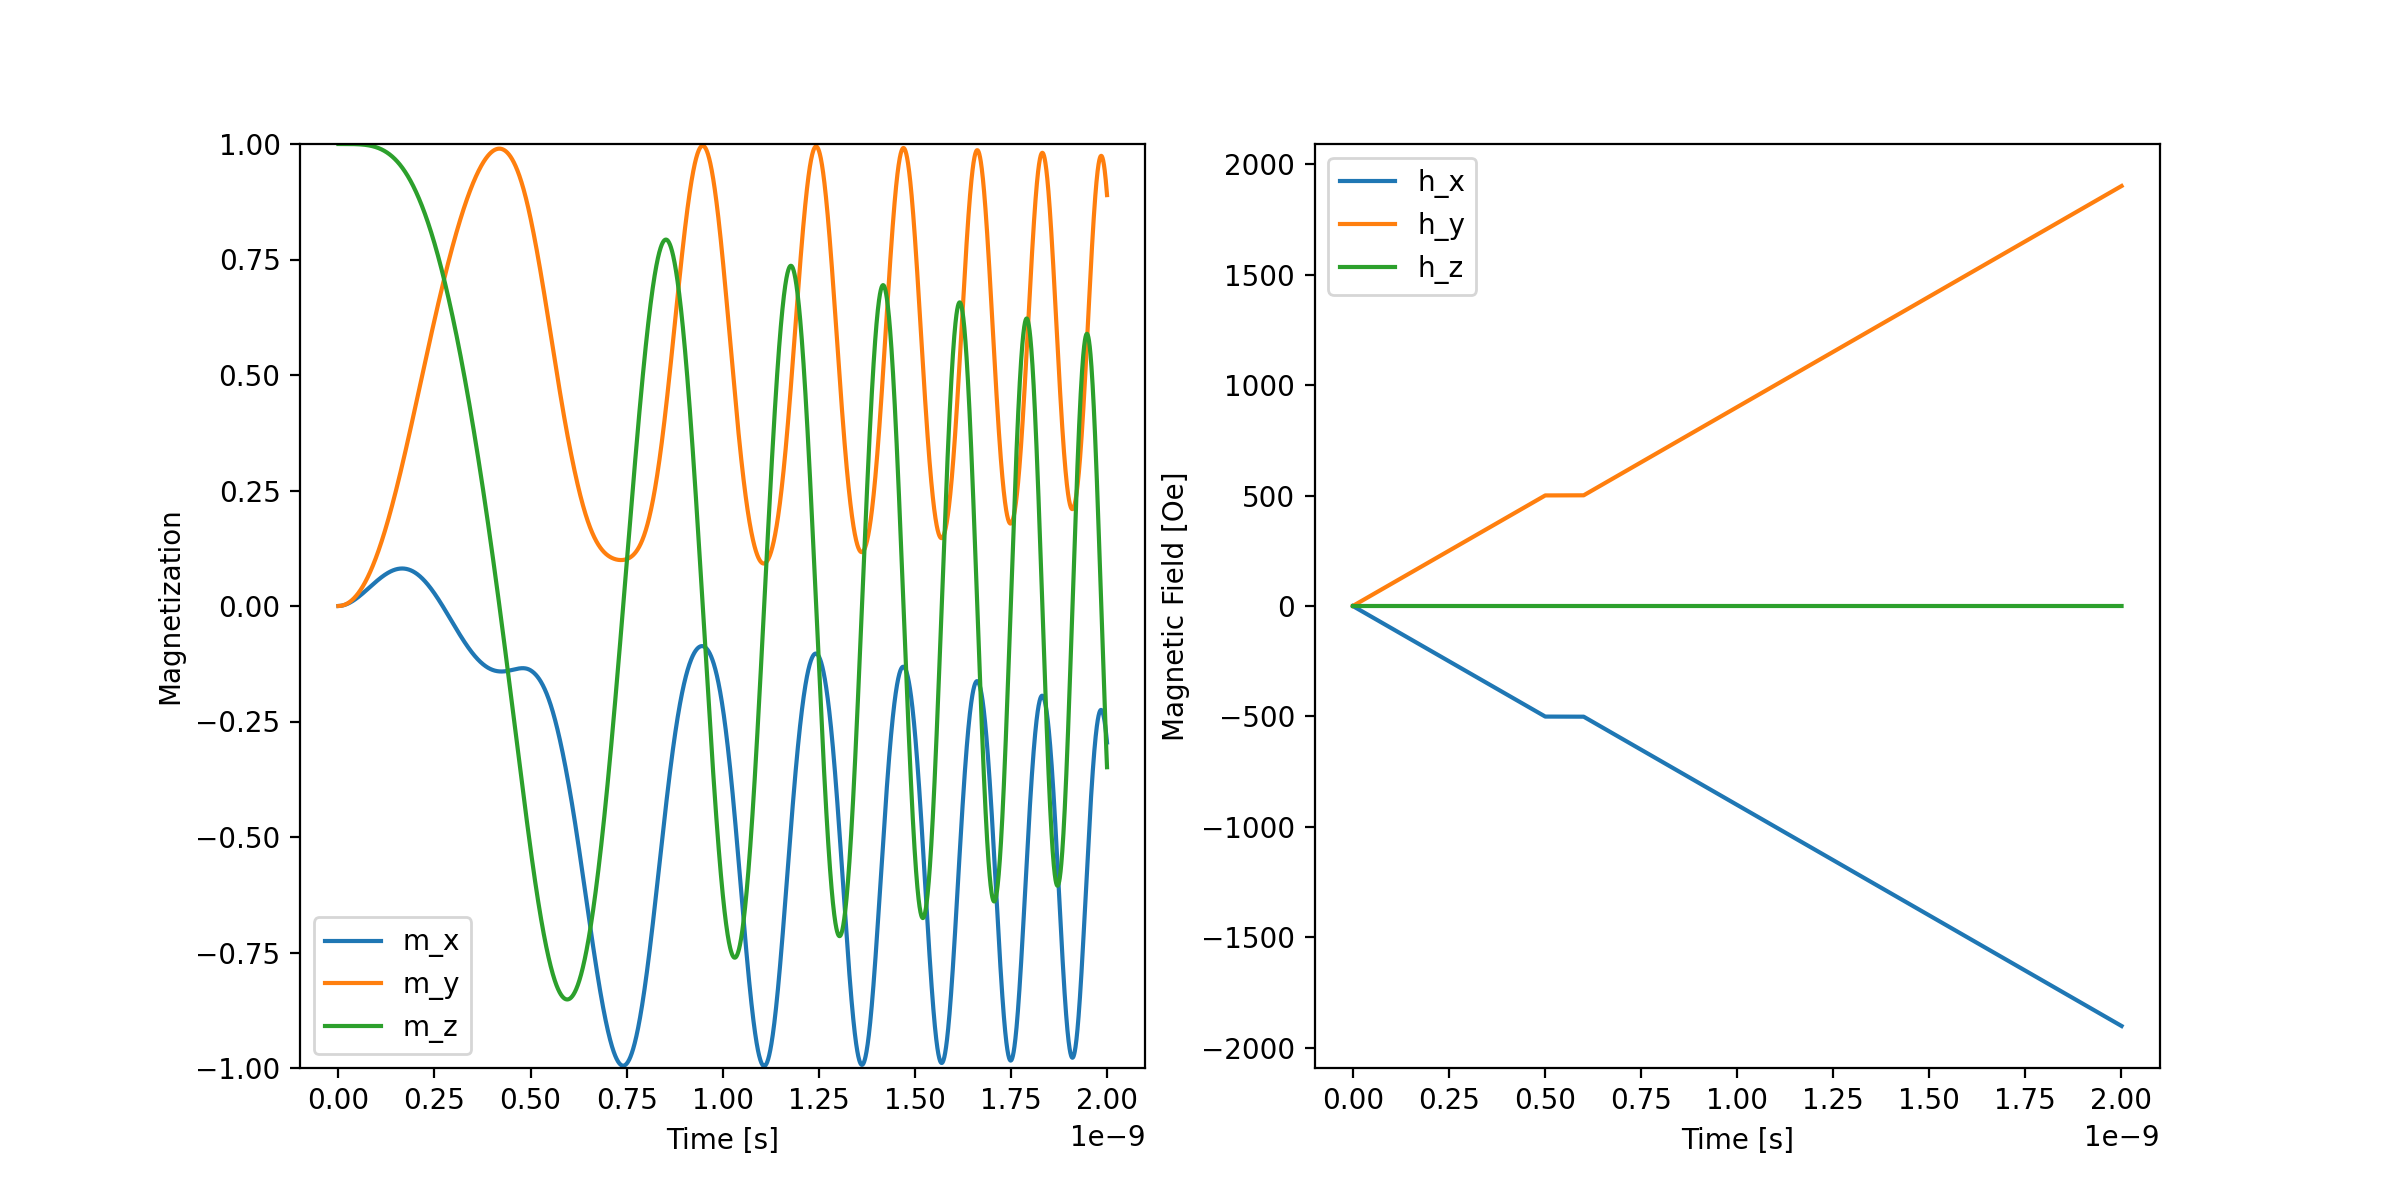 1.00
0.75
0.50
0.25
0.00
−0.25
−0.50
−0.75
−1.00
Magnetization
m_x
m_y
m_z
0.00 0.25 0.50 0.75 1.00 1.25 1.50 1.75 2.00
Time [s]
1e−9
2000
1500
1000
500
0
−500
−1000
−1500
−2000
Magnetic Field [Oe]
h_x
h_y
h_z
0.00 0.25 0.50 0.75 1.00 1.25 1.50 1.75 2.00
Time [s]
1e−9